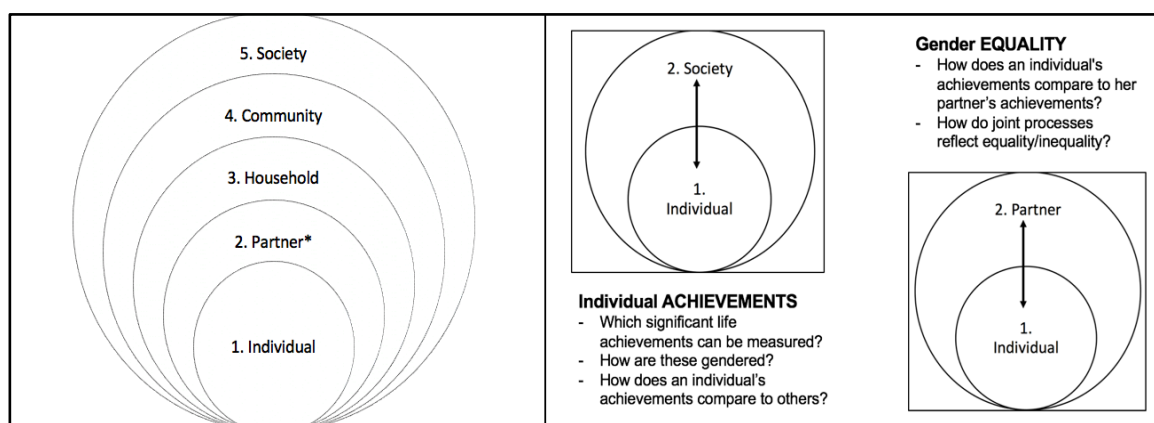 5. Society
4. Community
3. Household
2. Partner*
1. Individual
2. Society
1.
Individual
Individual ACHIEVEMENTS
- Which significant life
achievements can be measured?
- How are these gendered?
- How does an individual's
achievements compare to others?
Gender EQUALITY
- How does an individual's
achievements compare to her
partner's achievements?
- How do joint processes
reflect equality/inequality?
2. Partner
1.
Individual